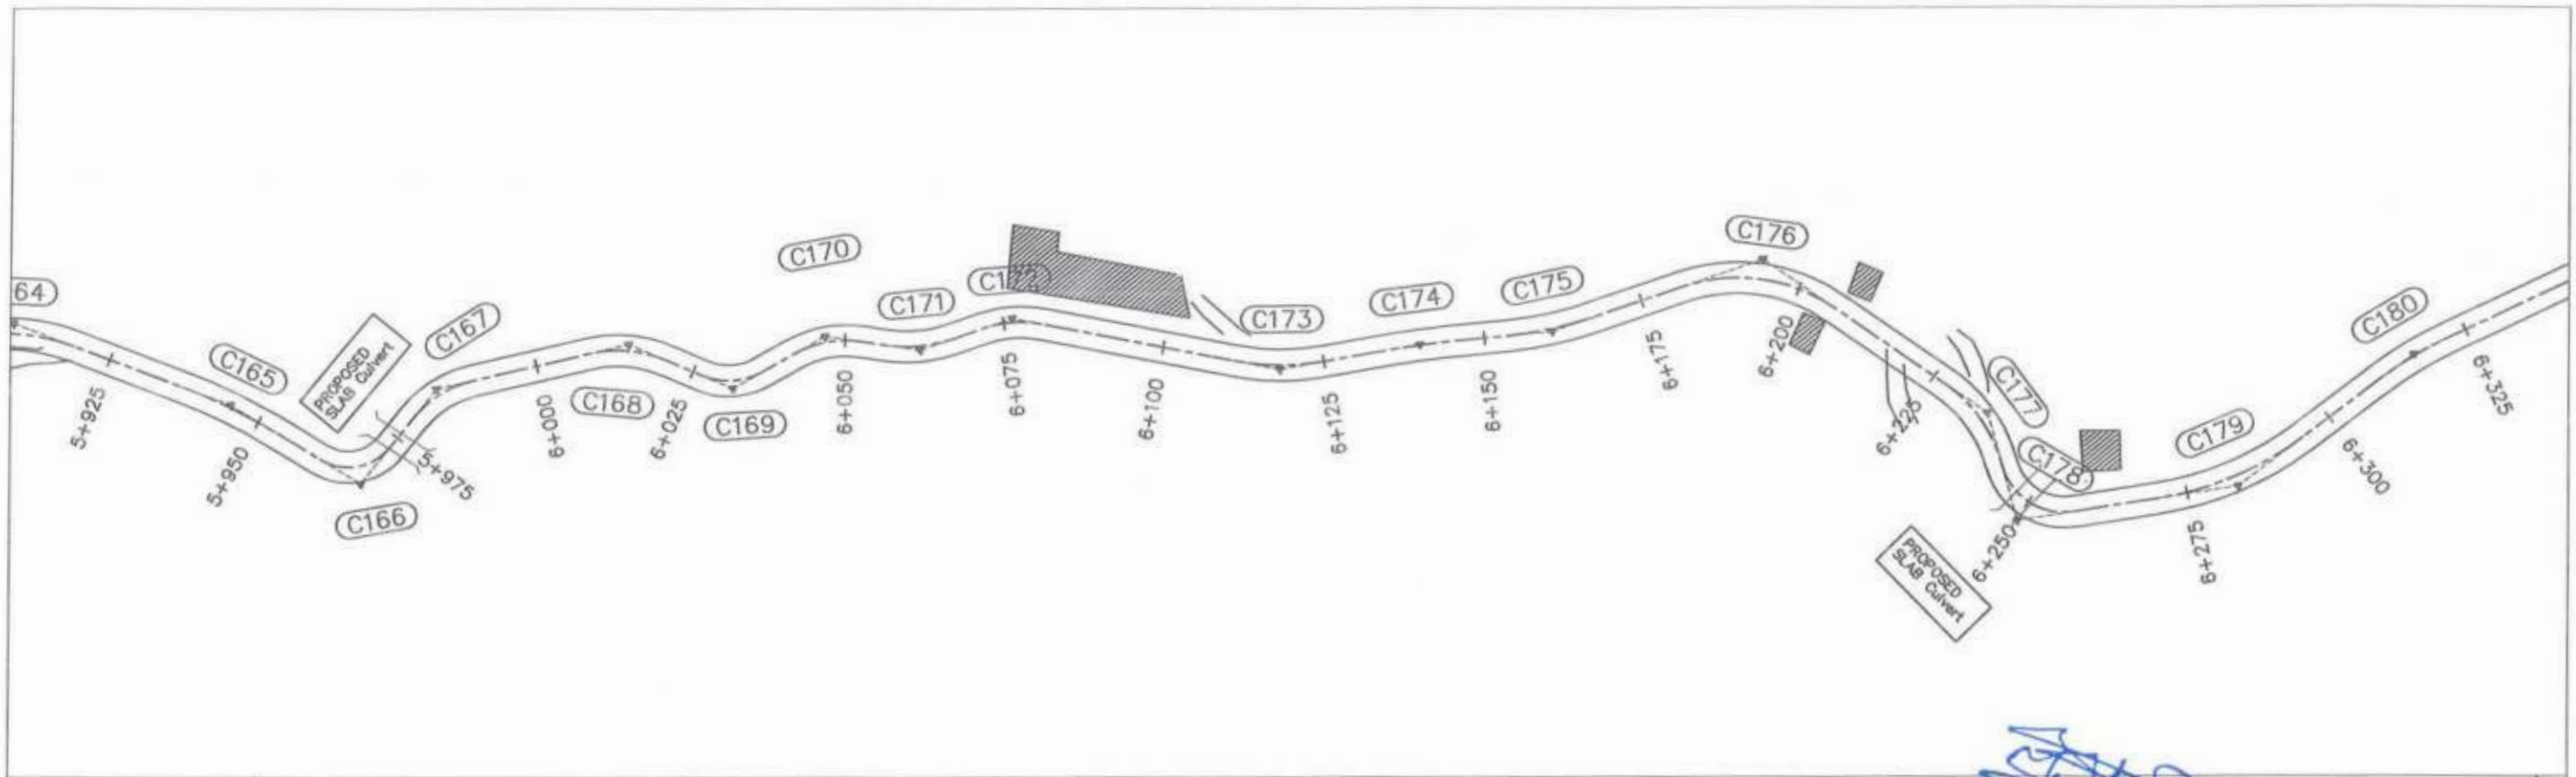 64
5+925
C165
5+950
PROPOSED
SLAB Culvert
C166
C167
5+975
6+000
C168
6+025
C169
C170
6+050
C171
6+075
6+100
C173
6+125
C174
6+150
C175
6+175
C176
6+200
6+225
C177
C178
6+250
PROPOSED
SLAB Culvert
C179
6+275
6+300
C180
6+325